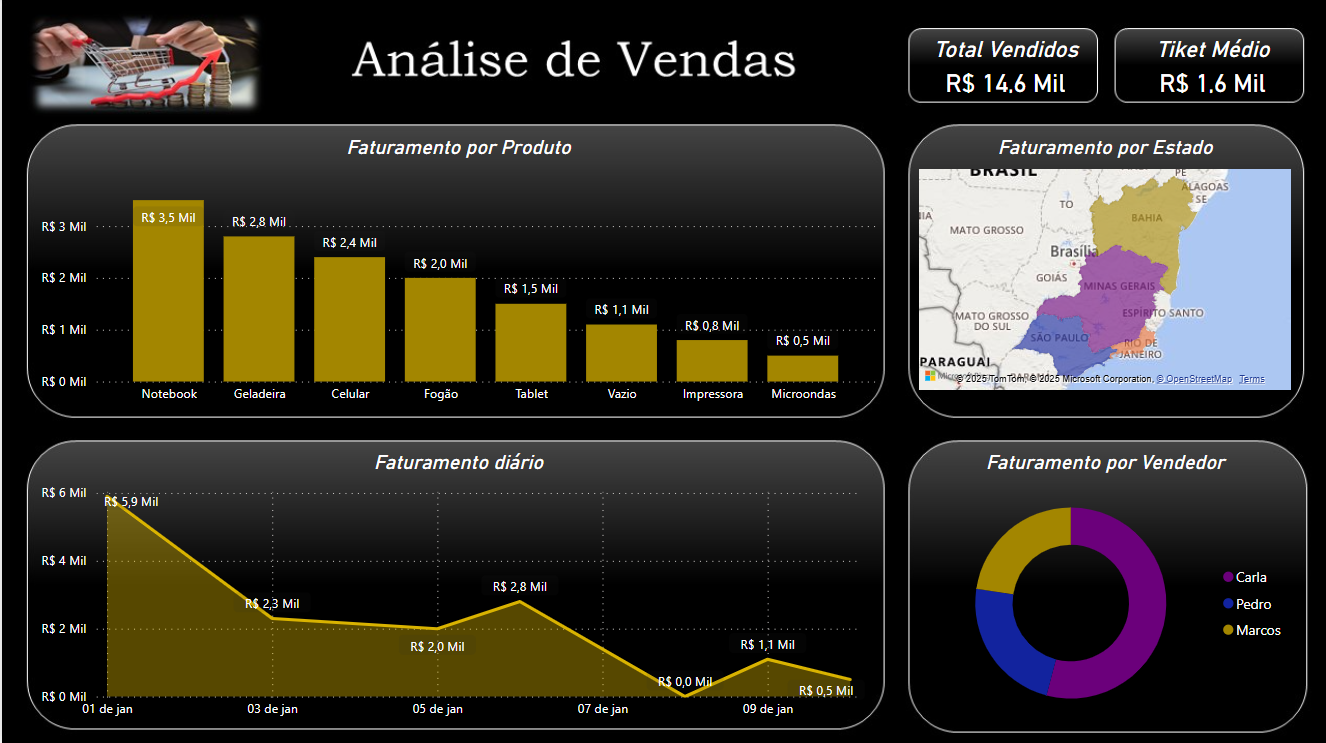 Análise de Vendas
Total Vendidos
R$ 14,6 Mil
Tiket Médio
R$ 1,6 Mil
Faturamento por Produto
R$ 3 Mil
R$ 2 Mil
R$ 1 Mil
R$ 0 Mil
R$ 3,5 Mil
R$ 2,8 Mil
R$ 2,4 Mil
R$ 2,0 Mil
R$ 1,5 Mil
R$ 1,1 Mil
R$ 0,8 Mil
R$ 0,5 Mil
Notebook
Geladeira
Celular
Fogão
Tablet
Vazio
Impressora
Microondas
Faturamento por Estado
BRASIL
PE
ALAGOAS
SE
TO
BAHIA
MATO GROSSO
Brasília
GOIÁS
MINAS GERAIS
MATO GROSSO
DO SUL
ESPÍRITO SANTO
SÃO PAULO
RIO DE
JANEIRO
PARAGUAI
© 2025 TomTom, © 2025 Microsoft Corporation, © OpenStreetMap Terms
Faturamento diário
R$ 6 Mil
R$ 4 Mil
R$ 2 Mil
R$ 0 Mil
R$ 5,9 Mil
R$ 2,3 Mil
R$ 2,0 Mil
R$ 2,8 Mil
R$ 0,0 Mil
R$ 1,1 Mil
R$ 0,5 Mil
01 de jan
03 de jan
05 de jan
07 de jan
09 de jan
Faturamento por Vendedor
Carla
Pedro
Marcos